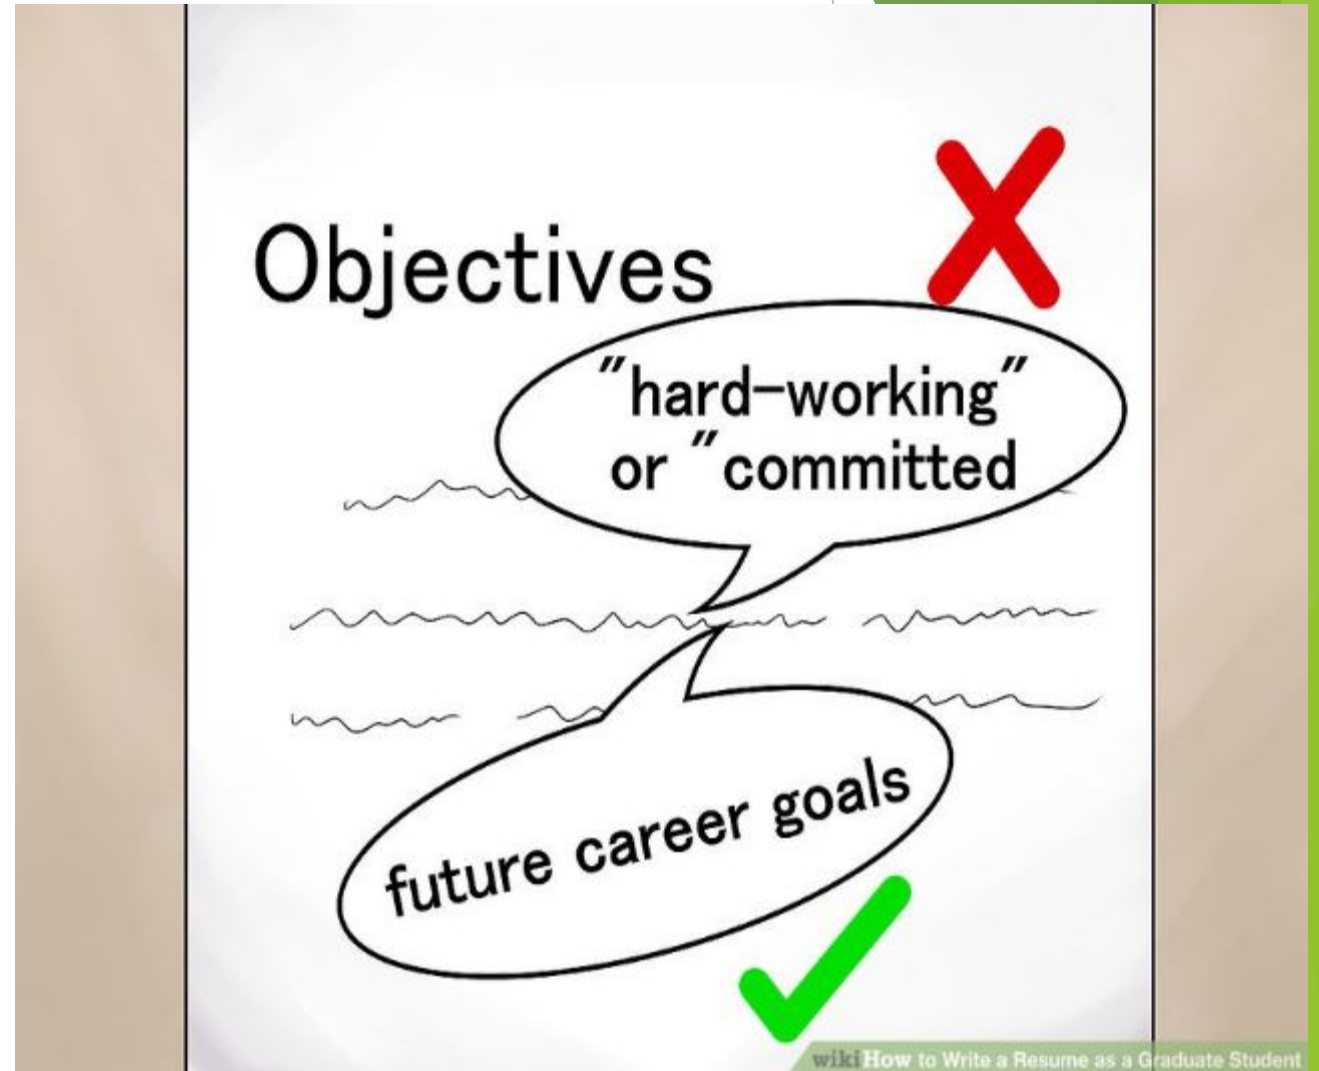 Objectives
"hard-working"
or "committed
future career goals
wikiHow to Write a Resume as a Graduate Student